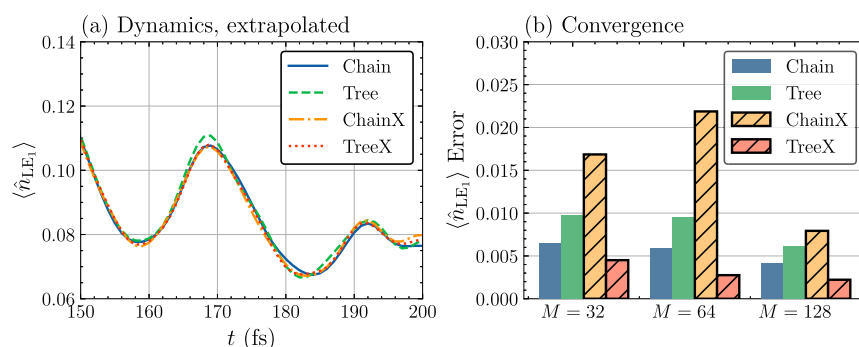 (a) Dynamics, extrapolated
0.14
0.12
0.10
0.08
0.06
⟨n̂_LE₁⟩
150 160 170 180 190 200
t (fs)
Chain
Tree
ChainX
TreeX
(b) Convergence
0.030
0.025
0.020
0.015
0.010
0.005
0.000
⟨n̂_LE₁⟩ Error
M = 32 M = 64 M = 128
Chain
Tree
ChainX
TreeX